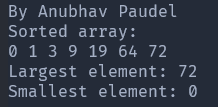 By Anubhav Paudel
Sorted array:
0 1 3 9 19 64 72
Largest element: 72
Smallest element: 0